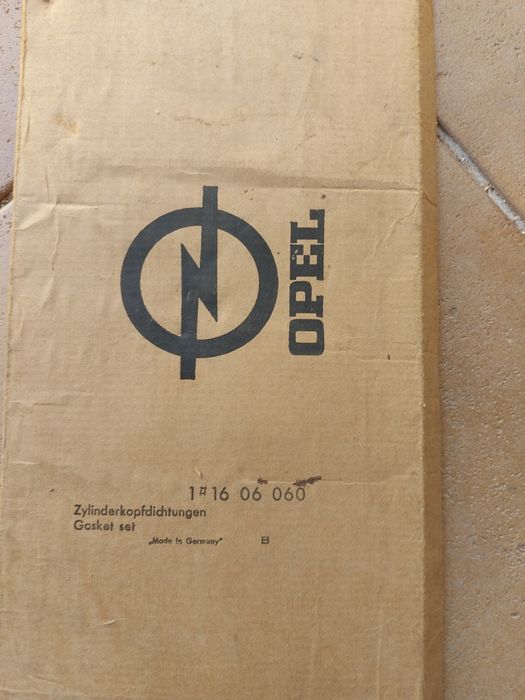 OPEL
1 # 16 06 060
Zylinderkopfdichtungen
Gasket set
„Made in Germany" B